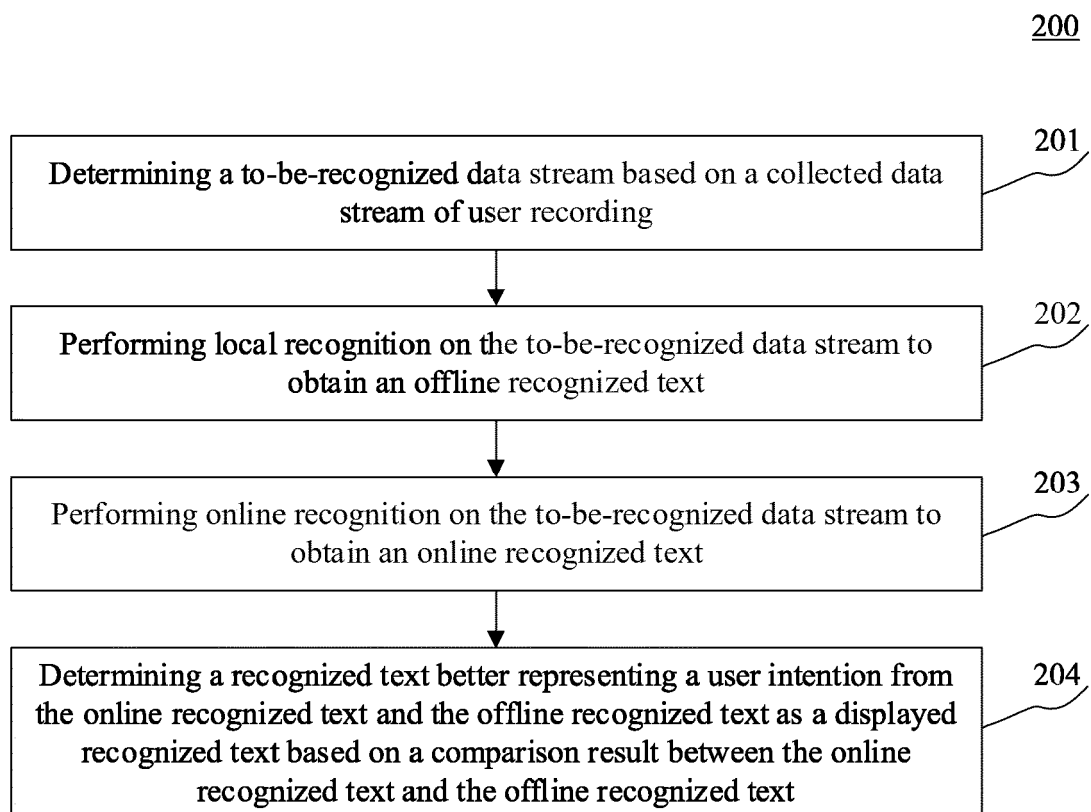 200
201
Determining a to-be-recognized data stream based on a collected data
stream of user recording
202
Performing local recognition on the to-be-recognized data stream to
obtain an offline recognized text
203
Performing online recognition on the to-be-recognized data stream to
obtain an online recognized text
204
Determining a recognized text better representing a user intention from
the online recognized text and the offline recognized text as a displayed
recognized text based on a comparison result between the online
recognized text and the offline recognized text